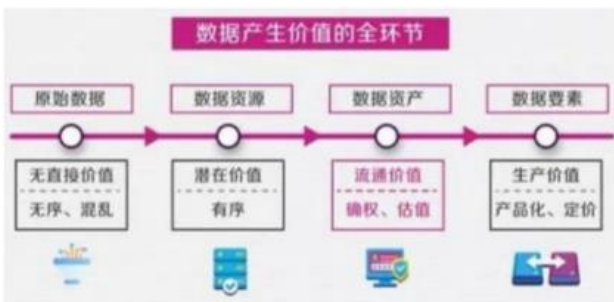 数据产生价值的全环节
原始数据
数据资源
数据资产
数据要素
无直接价值
无序、混乱
潜在价值
有序
流通价值
确权、估值
生产价值
产品化、定价